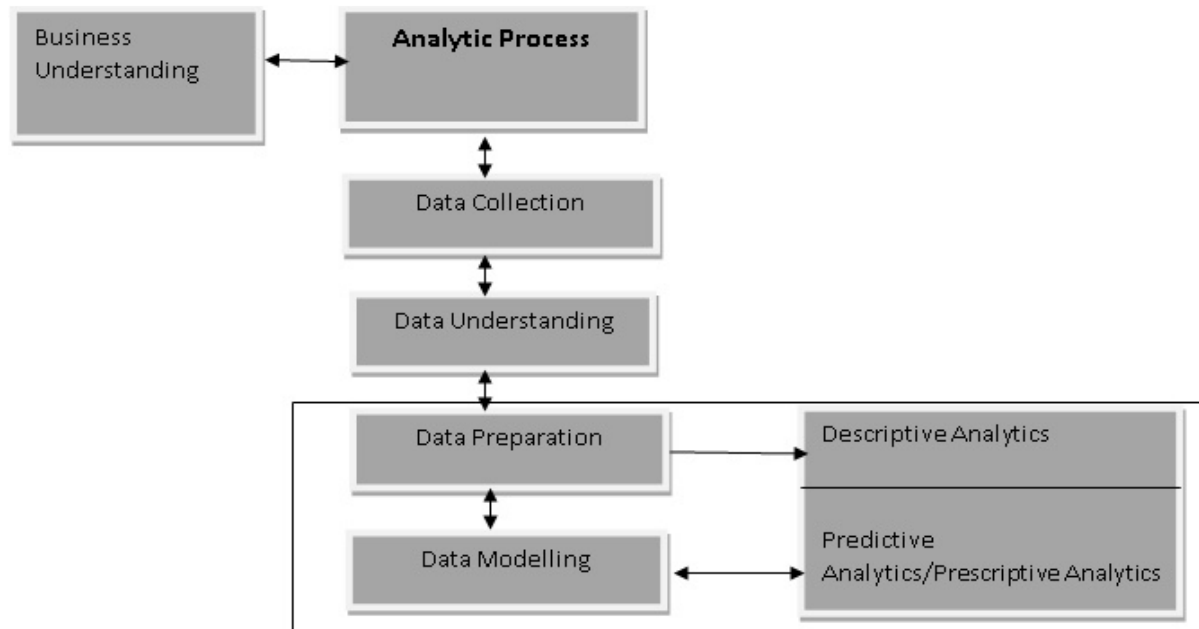 Business
Understanding
Analytic Process
Data Collection
Data Understanding
Data Preparation
Descriptive Analytics
Data Modelling
Predictive
Analytics/Prescriptive Analytics